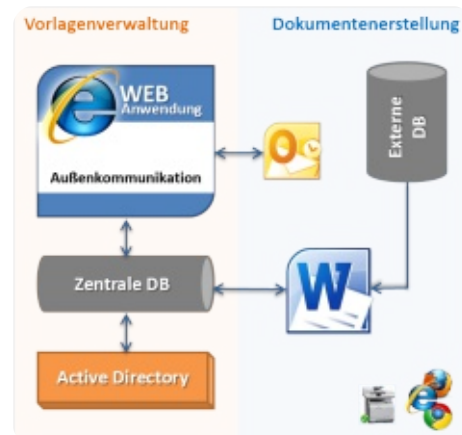 Vorlagenverwaltung
Dokumentenerstellung
WEB
Anwendung
Außenkommunikation
Externe
DB
Zentrale DB
Active Directory